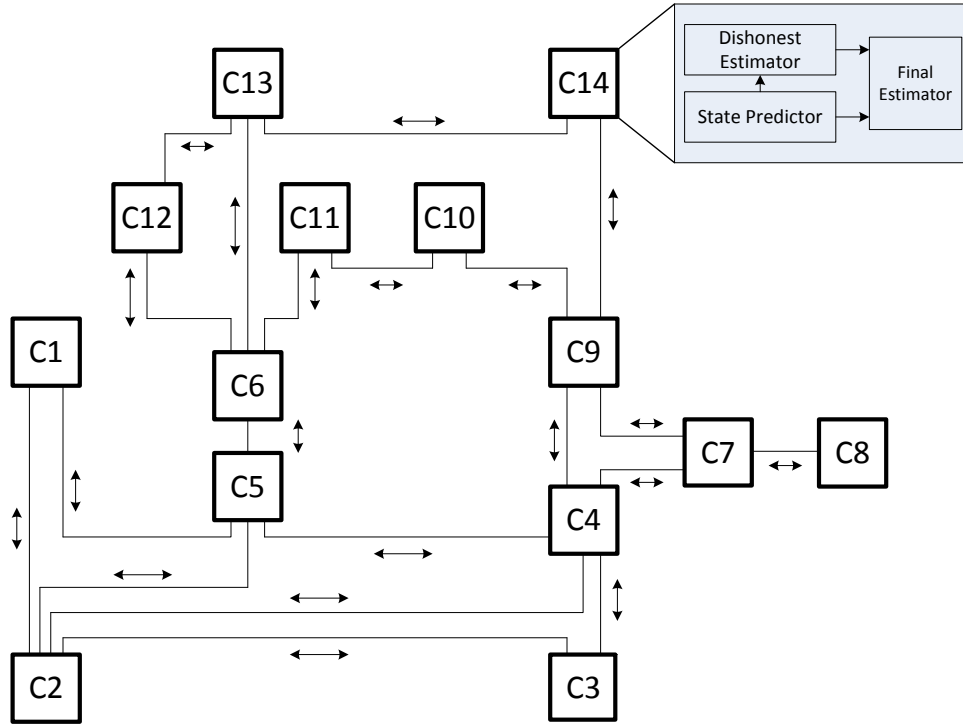 C13
C14
Dishonest
Estimator
State Predictor
Final
Estimator
C12
C11
C10
C1
C6
C9
C5
C7
C8
C4
C2
C3